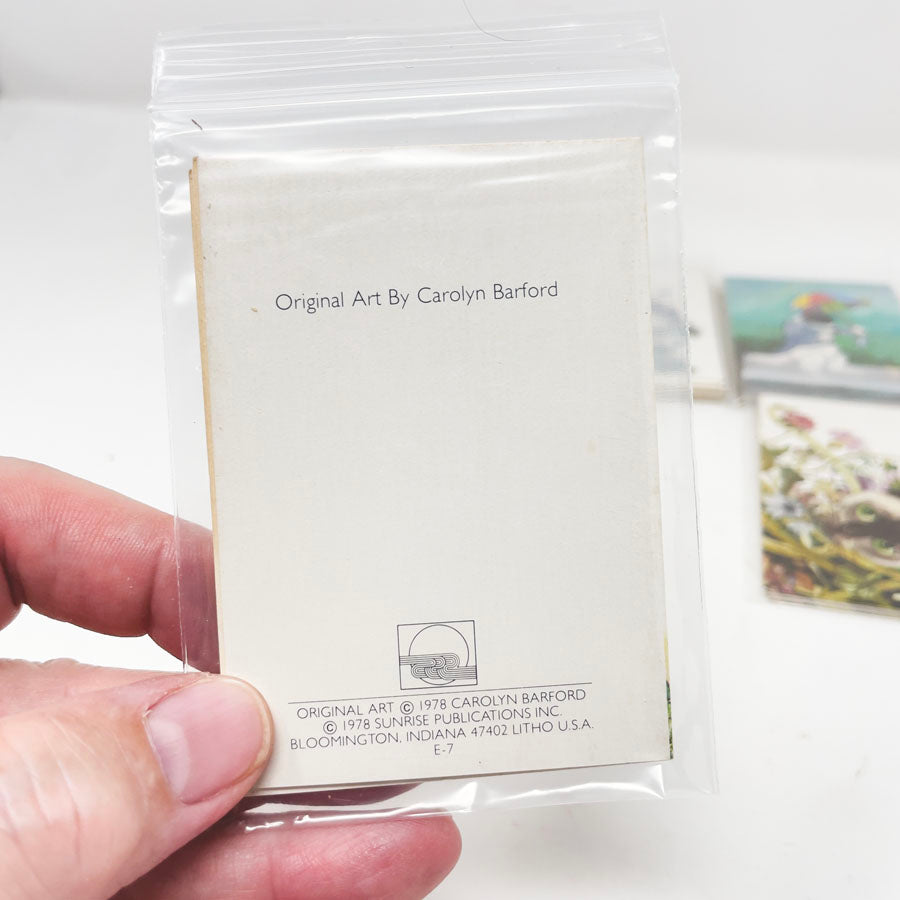 Original Art By Carolyn Barford
ORIGINAL ART © 1978 CAROLYN BARFORD
© 1978 SUNRISE PUBLICATIONS INC.
BLOOMINGTON, INDIANA 47402 LITHO U.S.A.
E-7